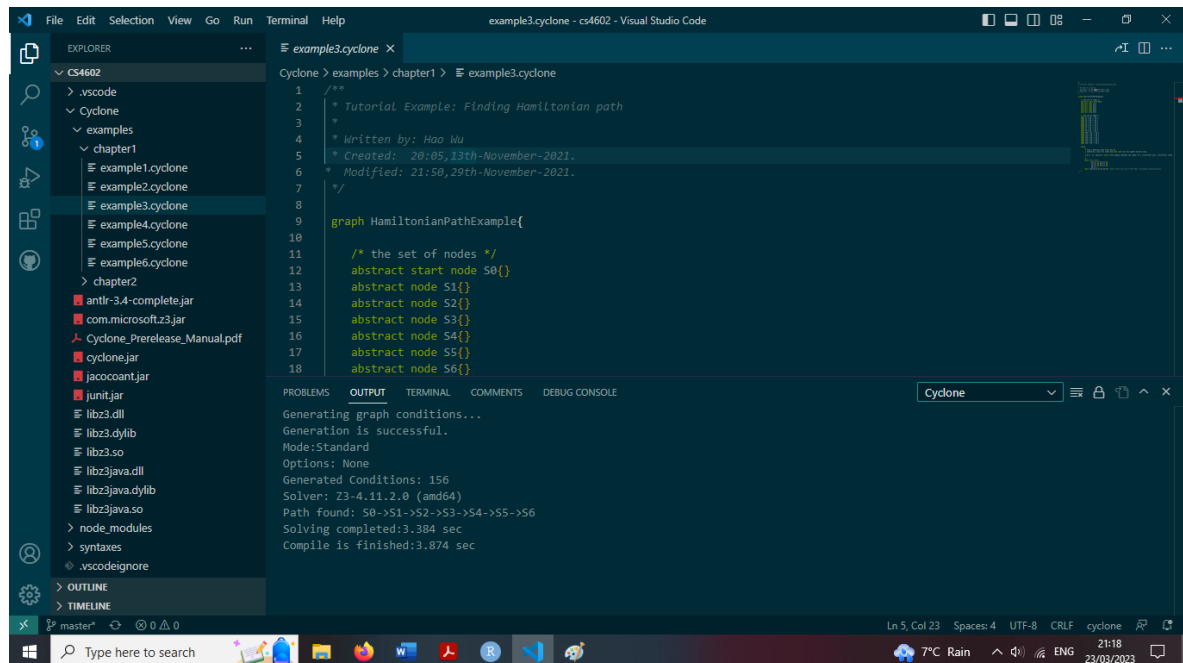 File Edit Selection View Go Run Terminal Help example3.cyclone - cs4602 - Visual Studio Code
EXPLORER
CS4602
.vscode
Cyclone
examples
chapter1
example1.cyclone
example2.cyclone
example3.cyclone
example4.cyclone
example5.cyclone
example6.cyclone
chapter2
antlr-3.4-complete.jar
com.microsoft.z3.jar
Cyclone_Prerelease_Manual.pdf
cyclone.jar
jacocoant.jar
junit.jar
libz3.dll
libz3.dylib
libz3.so
libz3java.dll
libz3java.dylib
libz3java.so
node_modules
syntaxes
.vscodeignore
OUTLINE
TIMELINE
example3.cyclone
Cyclone > examples > chapter1 > example3.cyclone
1 /**
2 * Tutorial Example: Finding Hamiltonian path
3 *
4 * Written by: Hao Wu
5 * Created: 20:05,13th-November-2021.
6 * Modified: 21:50,29th-November-2021.
7 */
8
9 graph HamiltonianPathExample{
10
11 /* the set of nodes */
12 abstract start node S0{}
13 abstract node S1{}
14 abstract node S2{}
15 abstract node S3{}
16 abstract node S4{}
17 abstract node S5{}
18 abstract node S6{}
PROBLEMS OUTPUT TERMINAL COMMENTS DEBUG CONSOLE Cyclone
Generating graph conditions...
Generation is successful.
Mode:Standard
Options: None
Generated Conditions: 156
Solver: Z3-4.11.2.0 (amd64)
Path found: S0->S1->S2->S3->S4->S5->S6
Solving completed:3.384 sec
Compile is finished:3.874 sec
master* 0 0 Ln 5, Col 23 Spaces: 4 UTF-8 CRLF cyclone
Type here to search W R 7°C Rain ENG 21:18
23/03/2023